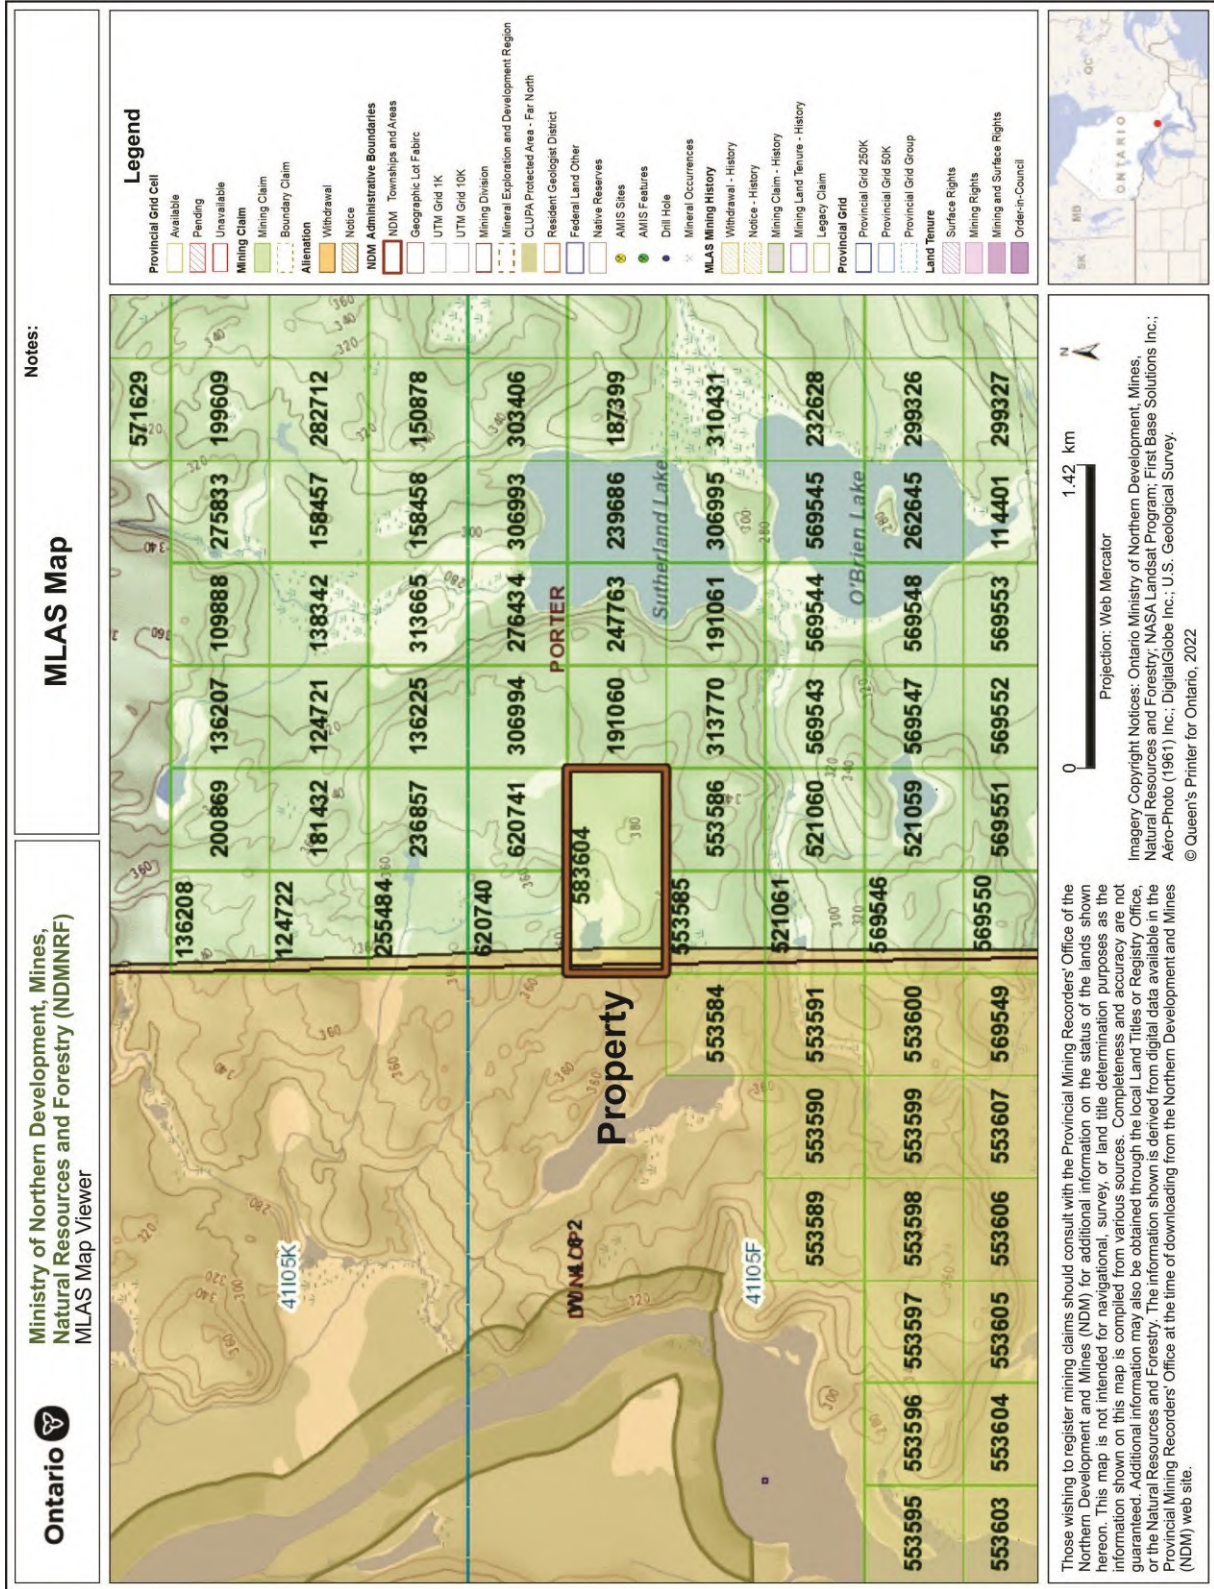 Ontario
Ministry of Northern Development, Mines,
Natural Resources and Forestry (NDMNRF)
MLAS Map Viewer
MLAS Map
Notes:
571629
136208
200869
136207
109888
275833
199609
124722
181432
124721
138342
158457
282712
255484
236857
136225
313665
158458
150878
620740
620741
306994
276434
306993
303406
583604
191060
247763
239686
187399
553584
553585
553586
313770
191061
306995
310431
553589
553590
553591
521061
521060
569543
569544
569545
232628
553595
553596
553597
553598
553599
553600
569546
521059
569547
569548
262645
299326
553603
553604
553605
553606
553607
569549
569550
569551
569552
569553
114401
299327
41I05K
41I05F
Property
PORTER
Sutherland Lake
O'Brien Lake
Legend
Provincial Grid Cell
Available
Pending
Unavailable
Mining Claim
Mining Claim
Boundary Claim
Alienation
Withdrawal
Notice
NDM Administrative Boundaries
NDM Townships and Areas
Geographic Lot Fabirc
UTM Grid 1K
UTM Grid 10K
Mining Division
Mineral Exploration and Development Region
CLUPA Protected Area - Far North
Resident Geologist District
Federal Land Other
Native Reserves
AMIS Sites
AMIS Features
Drill Hole
Mineral Occurrences
MLAS Mining History
Withdrawal - History
Notice - History
Mining Claim - History
Mining Land Tenure - History
Legacy Claim
Provincial Grid
Provincial Grid 250K
Provincial Grid 50K
Provincial Grid Group
Land Tenure
Surface Rights
Mining Rights
Mining and Surface Rights
Order-in-Council
Those wishing to register mining claims should consult with the Provincial Mining Recorders' Office of the
Northern Development and Mines (NDM) for additional information on the status of the lands shown
hereon. This map is not intended for navigational, survey, or land title determination purposes as the
information shown on this map is compiled from various sources. Completeness and accuracy are not
guaranteed. Additional information may also be obtained through the local Land Titles or Registry Office,
or the Natural Resources and Forestry. The information shown is derived from digital data available in the
Provincial Mining Recorders' Office at the time of downloading from the Northern Development and Mines
(NDM) web site.
0
1.42 km
N
Projection: Web Mercator
Imagery Copyright Notices: Ontario Ministry of Northern Development, Mines,
Natural Resources and Forestry; NASA Landsat Program; First Base Solutions Inc.;
Aéro-Photo (1961) Inc.; DigitalGlobe Inc.; U.S. Geological Survey.
© Queen's Printer for Ontario, 2022
SK
MB
ONTARIO
QC